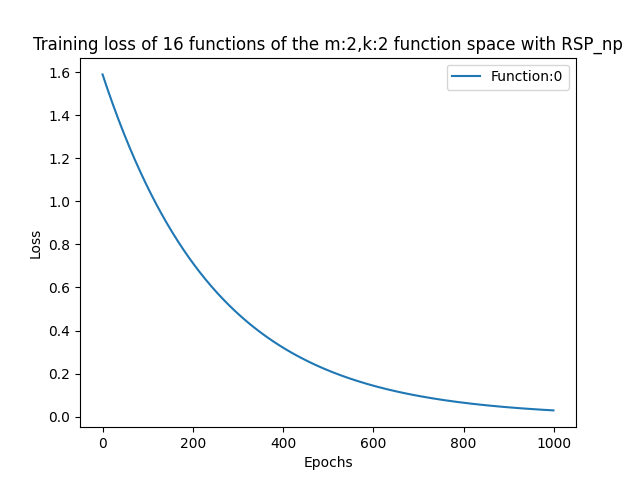 Training loss of 16 functions of the m:2,k:2 function space with RSP_np
Function:0
1.6
1.4
1.2
1.0
0.8
0.6
0.4
0.2
0.0
Loss
0 200 400 600 800 1000
Epochs